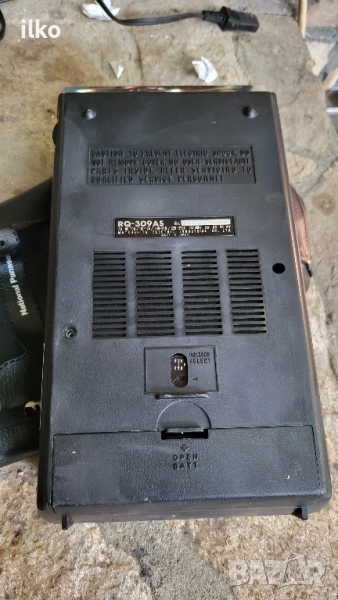 ilko
CAUTION: TO PREVENT ELECTRIC SHOCK DO
NOT REMOVE COVER. NO USER-SERVICEABLE
PARTS INSIDE. REFER SERVICING TO
QUALIFIED SERVICE PERSONNEL.
RQ-309AS
National Panasonic
VOLTAGE
SELECT
OPEN
BATT
BAZAR